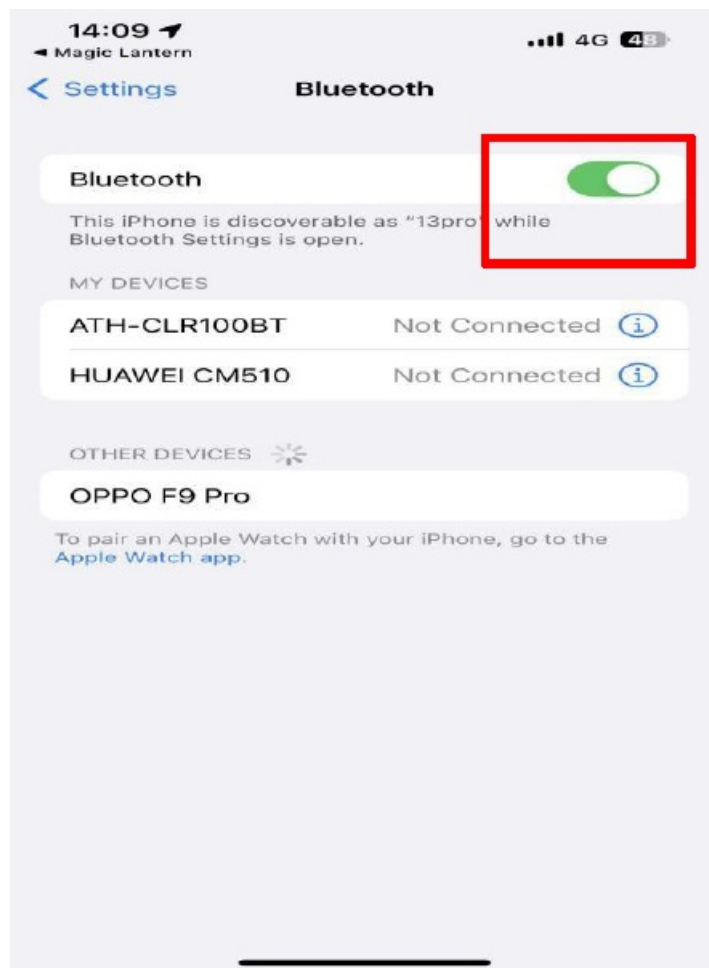 14:09
4G 48
◀ Magic Lantern
Settings
Bluetooth
Bluetooth
This iPhone is discoverable as “13pro” while
Bluetooth Settings is open.
MY DEVICES
ATH-CLR100BT Not Connected
HUAWEI CM510 Not Connected
OTHER DEVICES
OPPO F9 Pro
To pair an Apple Watch with your iPhone, go to the
Apple Watch app.